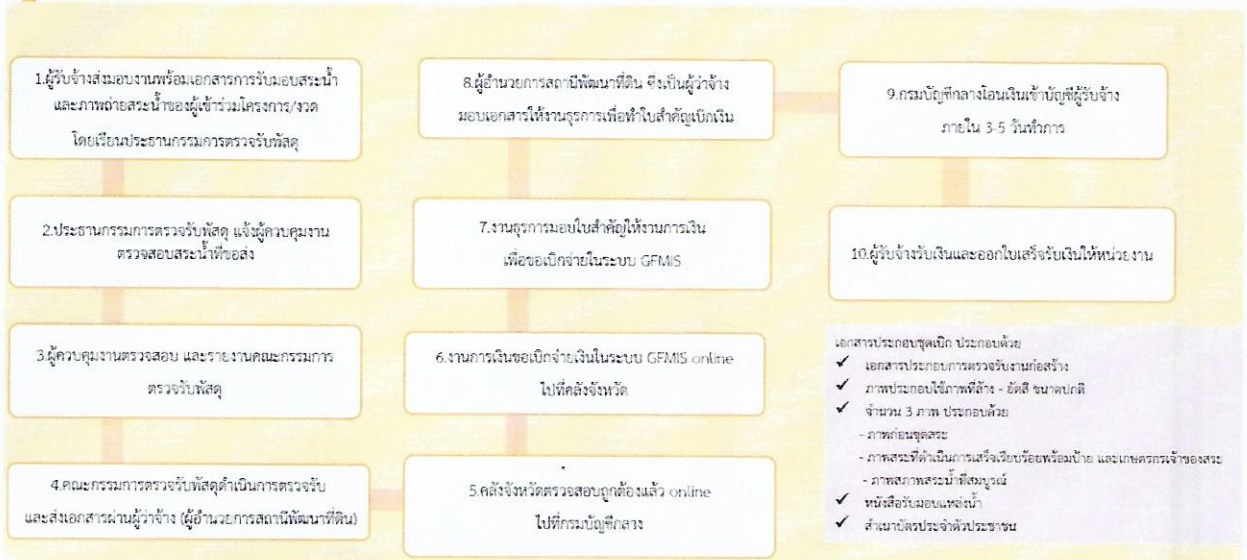 1.ผู้รับจ้างส่งมอบงานพร้อมเอกสารการรับมอบสระน้ำ
และภาพถ่ายสระน้ำของผู้เข้าร่วมโครงการ/งวด
โดยเรียนประธานกรรมการตรวจรับพัสดุ
2.ประธานกรรมการตรวจรับพัสดุ แจ้งผู้ควบคุมงาน
ตรวจสอบสระน้ำที่ขอส่ง
3.ผู้ควบคุมงานตรวจสอบ และรายงานคณะกรรมการ
ตรวจรับพัสดุ
4.คณะกรรมการตรวจรับพัสดุดำเนินการตรวจรับ
และส่งเอกสารผ่านผู้ว่าจ้าง (ผู้อำนวยการสถานีพัฒนาที่ดิน)
8.ผู้อำนวยการสถานีพัฒนาที่ดิน ซึ่งเป็นผู้ว่าจ้าง
มอบเอกสารให้งานธุรการเพื่อทำใบสำคัญเบิกเงิน
7.งานธุรการมอบใบสำคัญให้งานการเงิน
เพื่อขอเบิกจ่ายในระบบ GFMIS
6.งานการเงินขอเบิกจ่ายเงินในระบบ GFMIS online
ไปที่คลังจังหวัด
5.คลังจังหวัดตรวจสอบถูกต้องแล้ว online
ไปที่กรมบัญชีกลาง
9.กรมบัญชีกลางโอนเงินเข้าบัญชีผู้รับจ้าง
ภายใน 3-5 วันทำการ
10.ผู้รับจ้างรับเงินและออกใบเสร็จรับเงินให้หน่วยงาน
เอกสารประกอบชุดเบิก ประกอบด้วย
✓ เอกสารประกอบการตรวจรับงานก่อสร้าง
✓ ภาพประกอบใช้ภาพที่ล้าง - อัดสี ขนาดปกติ
✓ จำนวน 3 ภาพ ประกอบด้วย
- ภาพก่อนขุดสระ
- ภาพสระที่ดำเนินการเสร็จเรียบร้อยพร้อมป้าย และเกษตรกรเจ้าของสระ
- ภาพสภาพสระน้ำที่สมบูรณ์
✓ หนังสือรับมอบแหล่งน้ำ
✓ สำเนาบัตรประจำตัวประชาชน